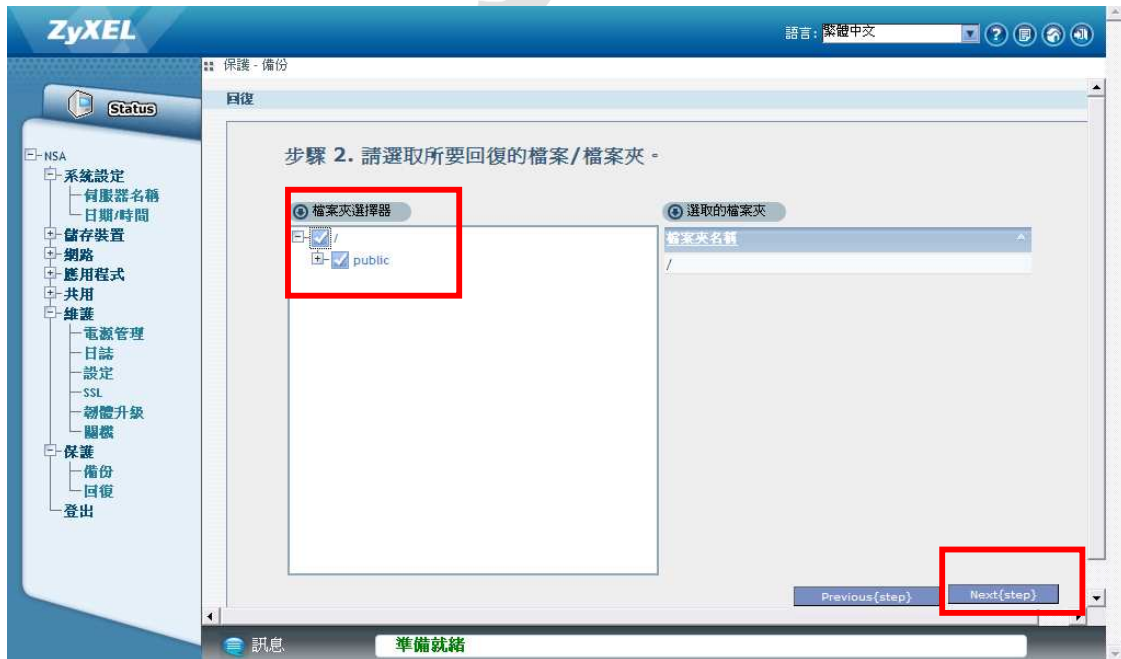 ZyXEL
語言: 繁體中文
保護 - 備份
Status
回復
NSA
系統設定
伺服器名稱
日期/時間
儲存裝置
網路
應用程式
共用
維護
電源管理
日誌
設定
SSL
韌體升級
關機
保護
備份
回復
登出
步驟 2. 請選取所要回復的檔案/檔案夾。
檔案夾選擇器
/
public
選取的檔案夾
檔案夾名稱
/
Previous{step}
Next{step}
訊息
準備就緒